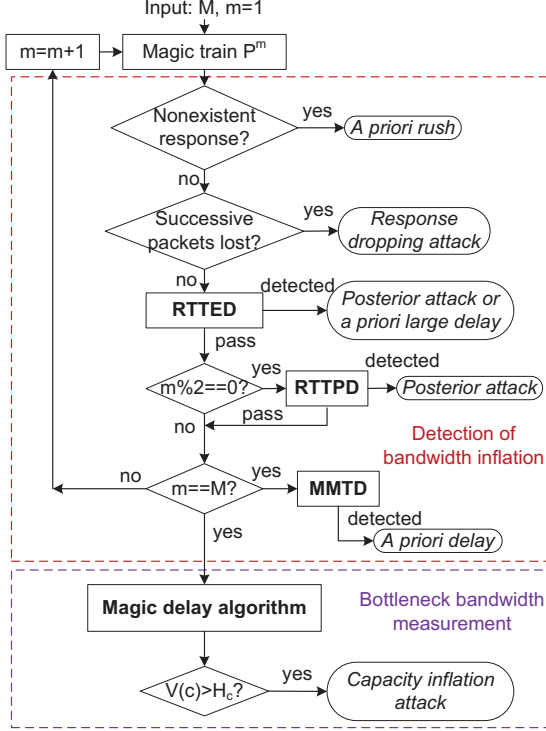 Input: M, m=1
m=m+1
Magic train P^m
Nonexistent
response?
yes
A priori rush
no
Successive
packets lost?
yes
Response
dropping attack
no
RTTED
detected
Posterior attack or
a priori large delay
pass
m%2==0?
yes
RTTPD
detected
Posterior attack
pass
no
Detection of
bandwidth inflation
no
m==M?
yes
MMTD
detected
A priori delay
yes
Magic delay algorithm
Bottleneck bandwidth
measurement
V(c)>H_c?
yes
Capacity inflation
attack